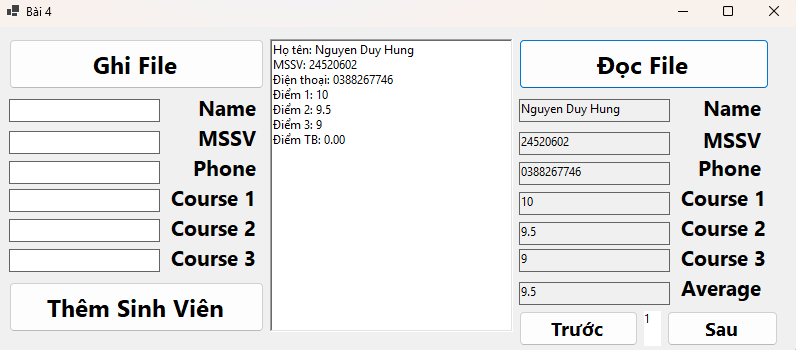 Bài 4
Ghi File
Name
MSSV
Phone
Course 1
Course 2
Course 3
Thêm Sinh Viên
Họ tên: Nguyen Duy Hung
MSSV: 24520602
Điện thoại: 0388267746
Điểm 1: 10
Điểm 2: 9.5
Điểm 3: 9
Điểm TB: 0.00
Đọc File
Nguyen Duy Hung Name
24520602 MSSV
0388267746 Phone
10 Course 1
9.5 Course 2
9 Course 3
9.5 Average
Trước 1 Sau